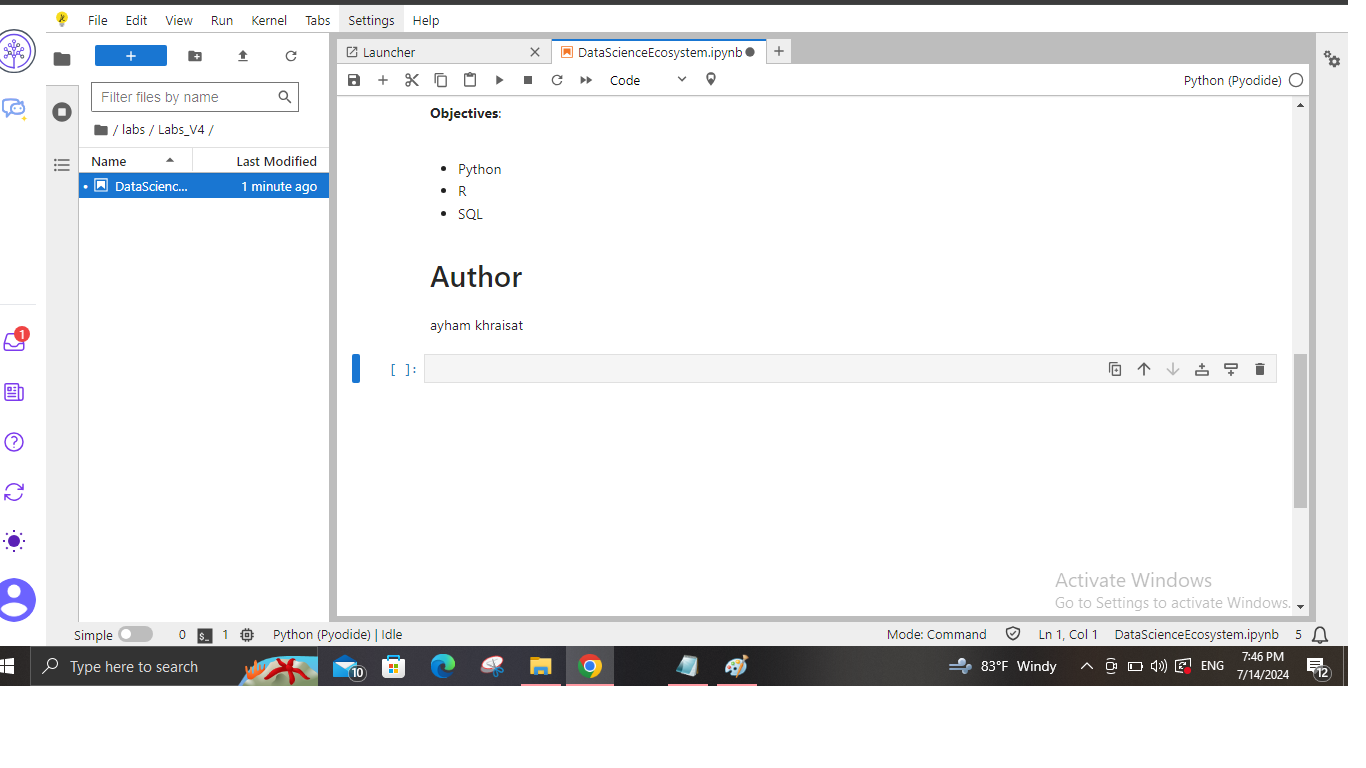 File Edit View Run Kernel Tabs Settings Help
+
Filter files by name
/ labs / Labs_V4 /
Name Last Modified
DataScienc... 1 minute ago
Launcher
DataScienceEcosystem.ipynb
Code
Python (Pyodide)
Objectives:
• Python
• R
• SQL
Author
ayham khraisat
[ ]:
1
Activate Windows
Go to Settings to activate Windows.
Simple 0 $_ 1 Python (Pyodide) | Idle Mode: Command Ln 1, Col 1 DataScienceEcosystem.ipynb 5
Type here to search 10 83°F Windy ENG 7:46 PM
7/14/2024 12